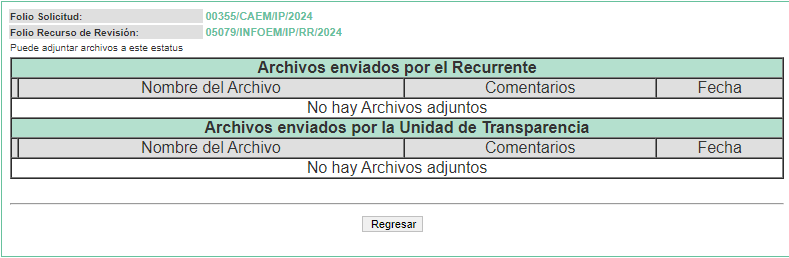 Folio Solicitud: 00355/CAEM/IP/2024
Folio Recurso de Revisión: 05079/INFOEM/IP/RR/2024
Puede adjuntar archivos a este estatus
Archivos enviados por el Recurrente
Nombre del Archivo Comentarios Fecha
No hay Archivos adjuntos
Archivos enviados por la Unidad de Transparencia
Nombre del Archivo Comentarios Fecha
No hay Archivos adjuntos
Regresar